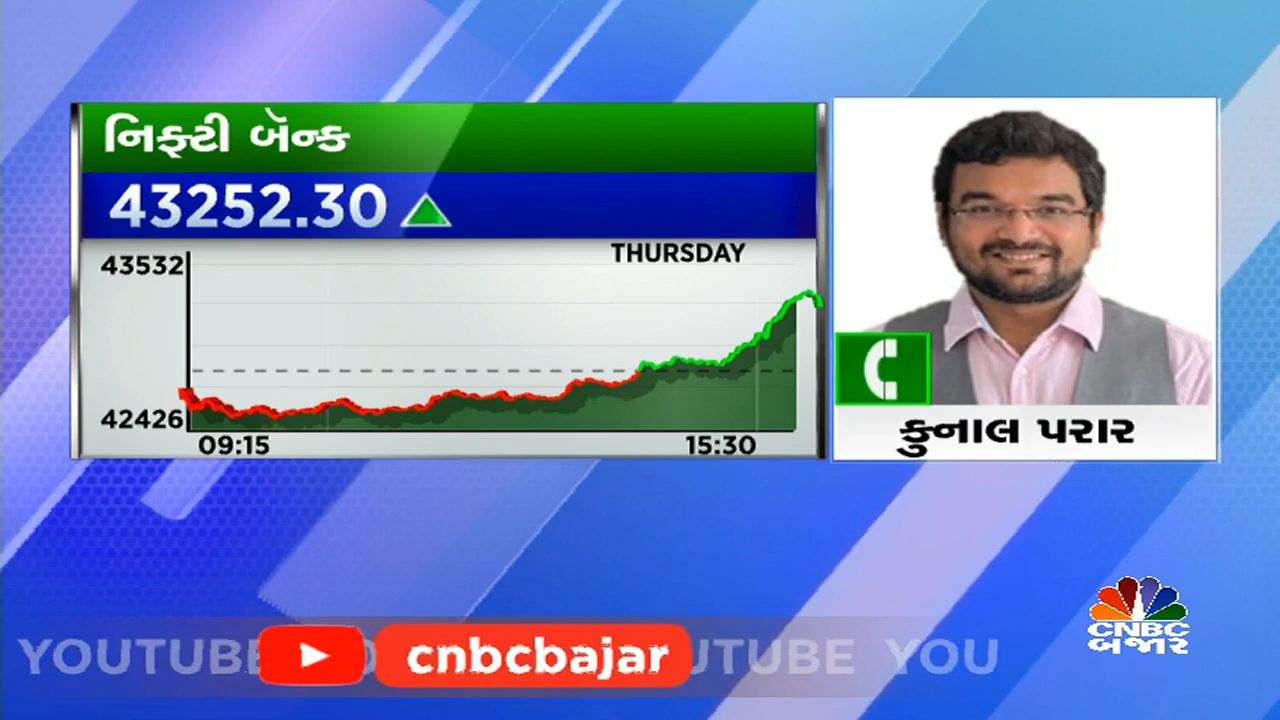 નિફ્ટી બૅન્ક
43252.30
THURSDAY
43532
42426
09:15
15:30
કુનાલ પરાર
CNBC
બજાર
YOUTUBE
cnbcbajar
UTUBE YOU